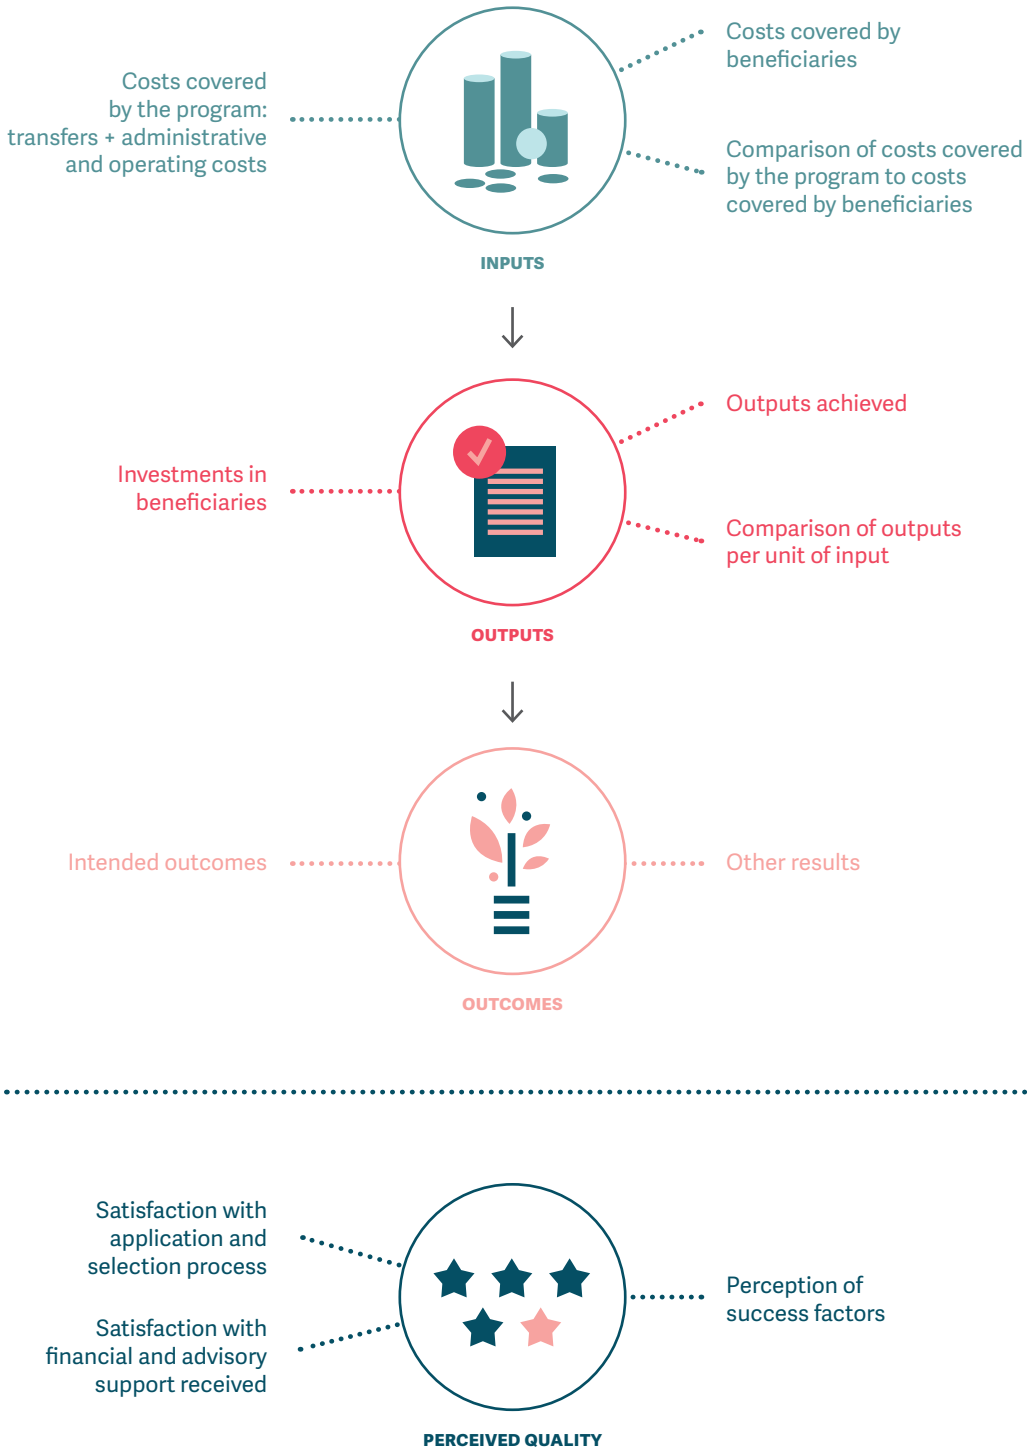 Costs covered
by the program:
transfers + administrative
and operating costs
Costs covered by
beneficiaries
Comparison of costs covered
by the program to costs
covered by beneficiaries
INPUTS
Investments in
beneficiaries
Outputs achieved
Comparison of outputs
per unit of input
OUTPUTS
Intended outcomes
Other results
OUTCOMES
Satisfaction with
application and
selection process
Satisfaction with
financial and advisory
support received
Perception of
success factors
PERCEIVED QUALITY